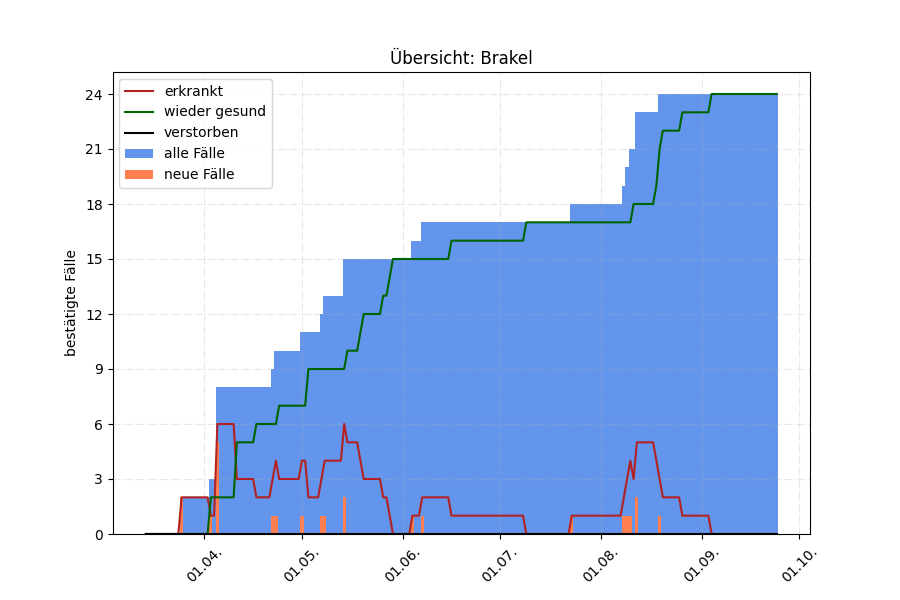 Übersicht: Brakel
erkrankt
wieder gesund
verstorben
alle Fälle
neue Fälle
bestätigte Fälle
24
21
18
15
12
9
6
3
0
01.04.
01.05.
01.06.
01.07.
01.08.
01.09.
01.10.